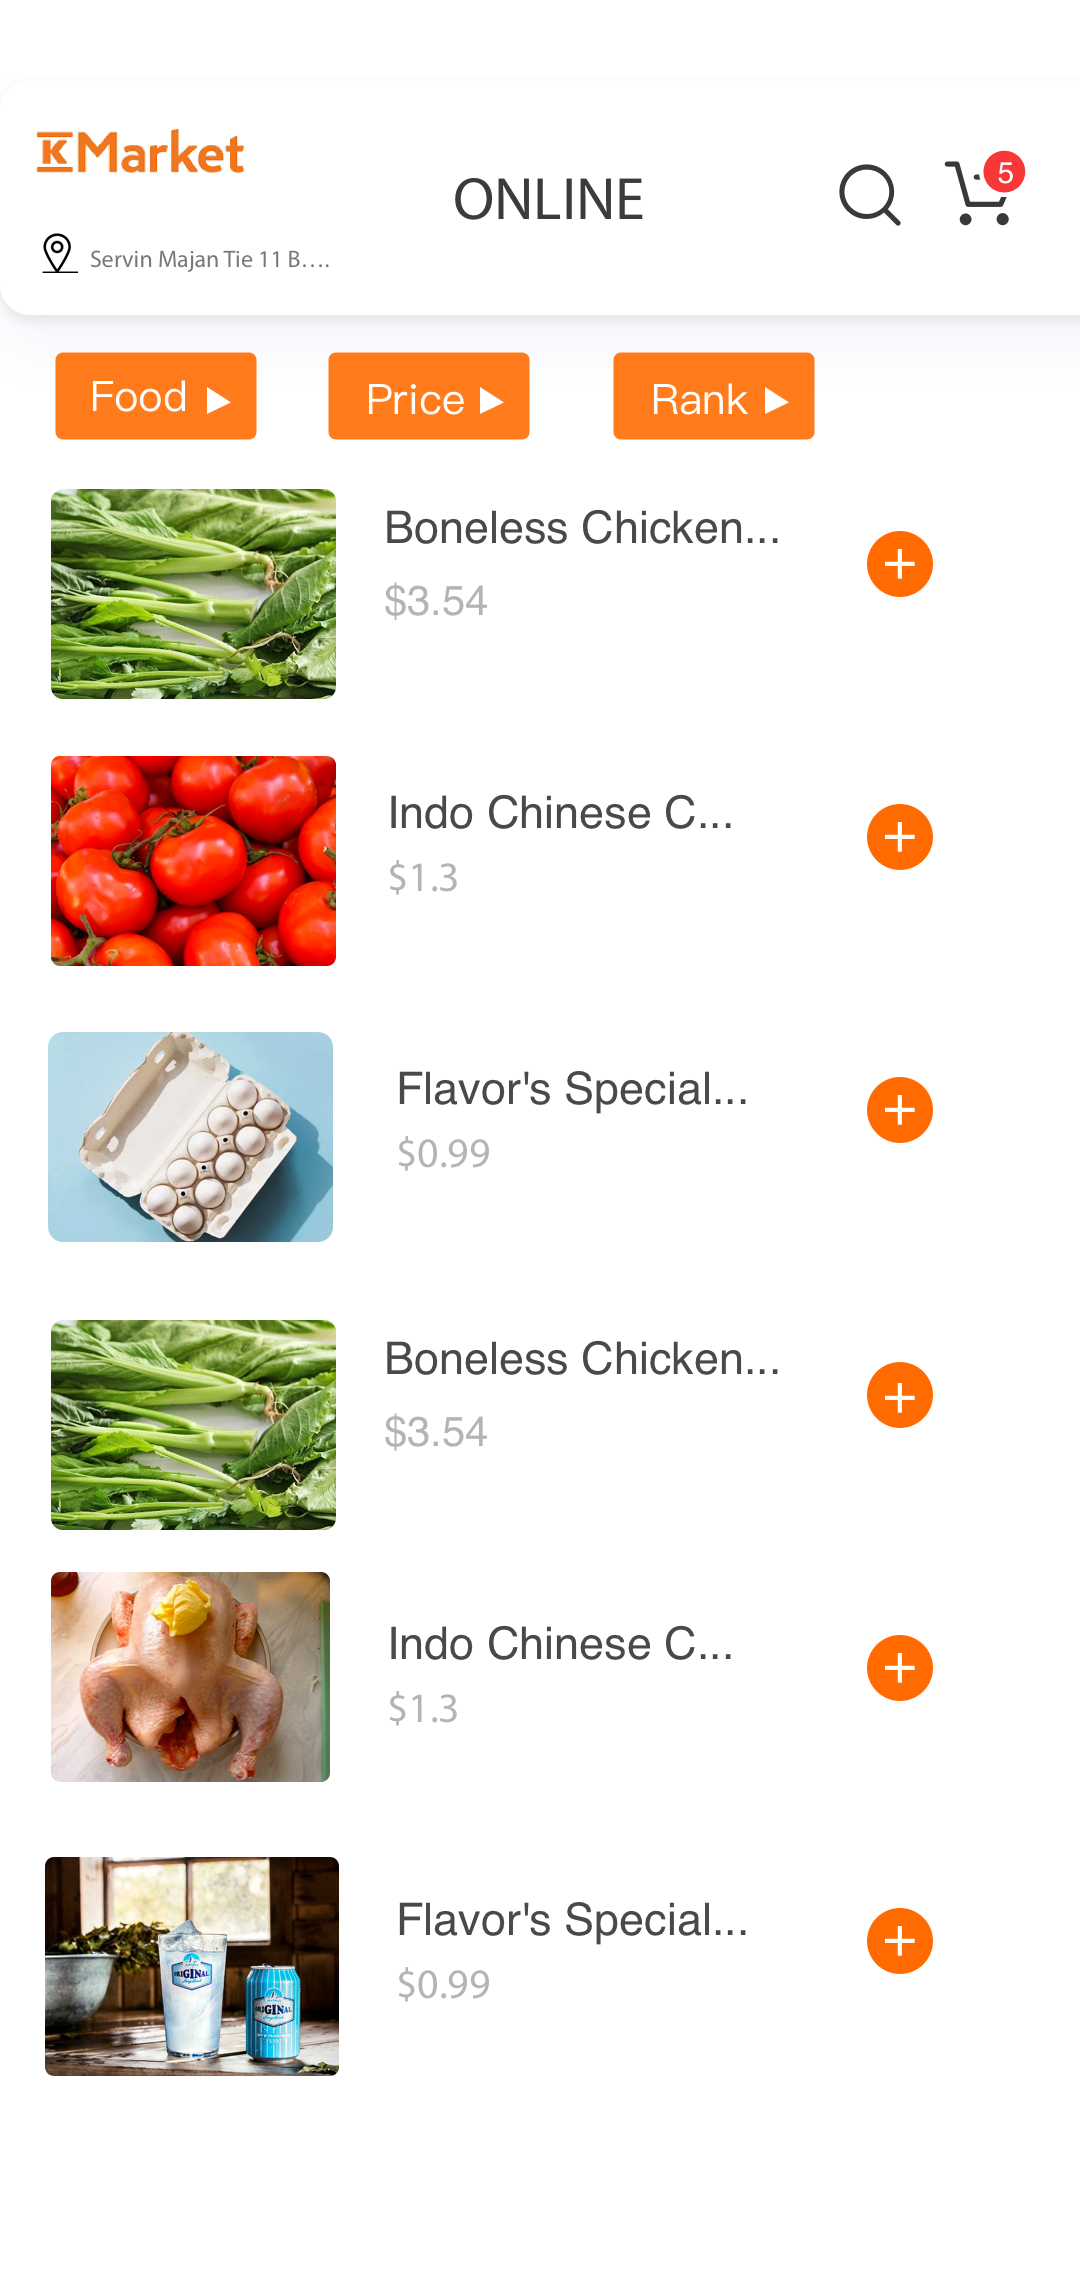 KMarket
ONLINE
5
Servin Majan Tie 11 B....
Food
Price
Rank
Boneless Chicken...
$3.54
Indo Chinese C...
$1.3
Flavor's Special...
$0.99
Boneless Chicken...
$3.54
Indo Chinese C...
$1.3
Flavor's Special...
$0.99
ORIGINAL
ORIGINAL